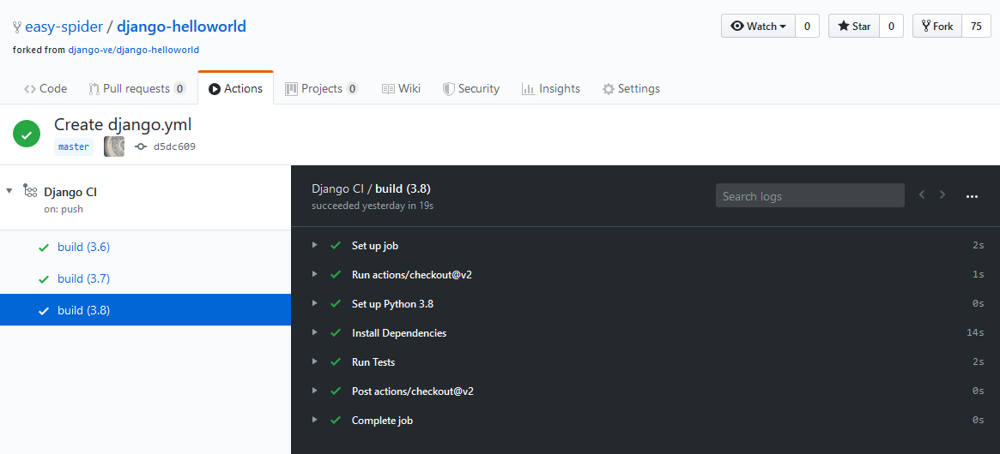 easy-spider / django-helloworld
Watch 0
Star 0
Fork 75
forked from django-ve/django-helloworld
Code
Pull requests 0
Actions
Projects 0
Wiki
Security
Insights
Settings
Create django.yml
master d5dc609
Django CI
on: push
build (3.6)
build (3.7)
build (3.8)
Django CI / build (3.8)
succeeded yesterday in 19s
Search logs
Set up job 2s
Run actions/checkout@v2 1s
Set up Python 3.8 0s
Install Dependencies 14s
Run Tests 2s
Post actions/checkout@v2 0s
Complete job 0s